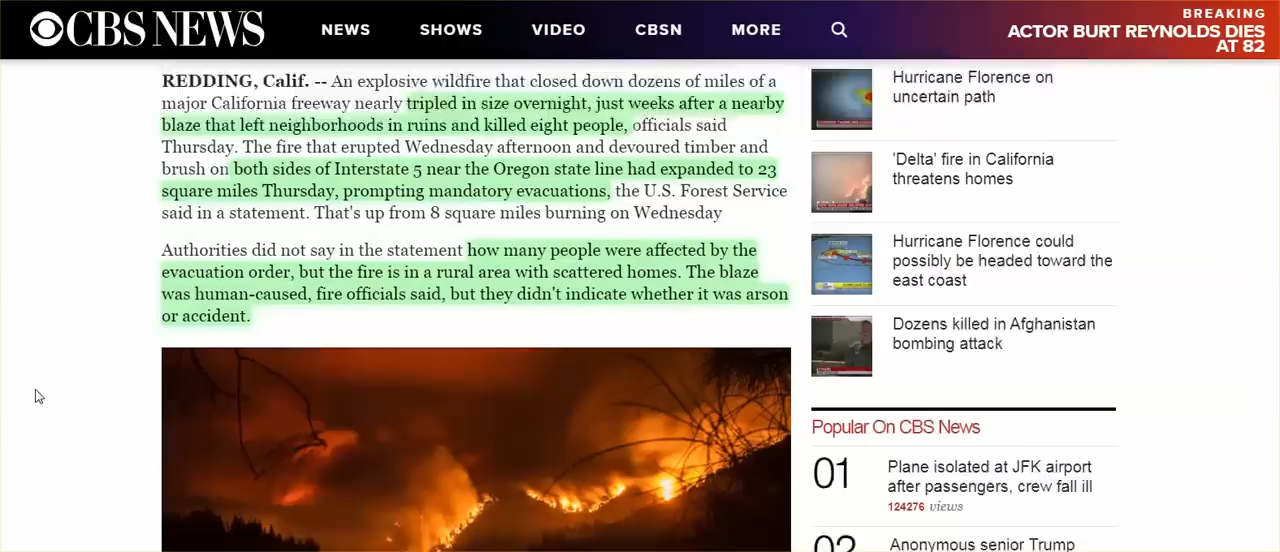 CBS NEWS
NEWS
SHOWS
VIDEO
CBSN
MORE
BREAKING
ACTOR BURT REYNOLDS DIES
AT 82
REDDING, Calif. -- An explosive wildfire that closed down dozens of miles of a
major California freeway nearly tripled in size overnight, just weeks after a nearby
blaze that left neighborhoods in ruins and killed eight people, officials said
Thursday. The fire that erupted Wednesday afternoon and devoured timber and
brush on both sides of Interstate 5 near the Oregon state line had expanded to 23
square miles Thursday, prompting mandatory evacuations, the U.S. Forest Service
said in a statement. That's up from 8 square miles burning on Wednesday
Authorities did not say in the statement how many people were affected by the
evacuation order, but the fire is in a rural area with scattered homes. The blaze
was human-caused, fire officials said, but they didn't indicate whether it was arson
or accident.
Hurricane Florence on
uncertain path
'Delta' fire in California
threatens homes
Hurricane Florence could
possibly be headed toward the
east coast
Dozens killed in Afghanistan
bombing attack
Popular On CBS News
01
Plane isolated at JFK airport
after passengers, crew fall ill
124276 views
02
Anonymous senior Trump